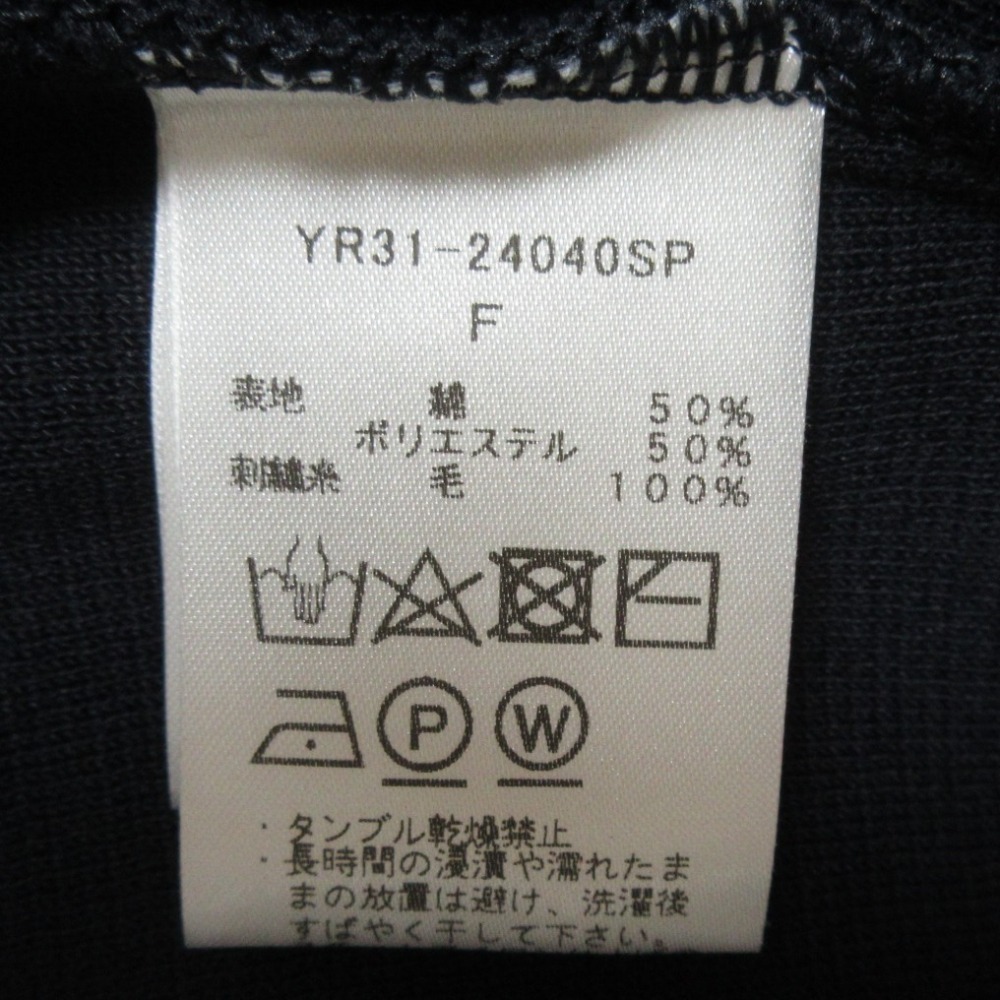 YR31-24040SP
F
表地 綿 50%
ポリエステル 50%
刺繍糸 毛 100%
P W
・タンブル乾燥禁止
・長時間の浸漬や濡れたま
まの放置は避け、洗濯後
すばやく干して下さい。